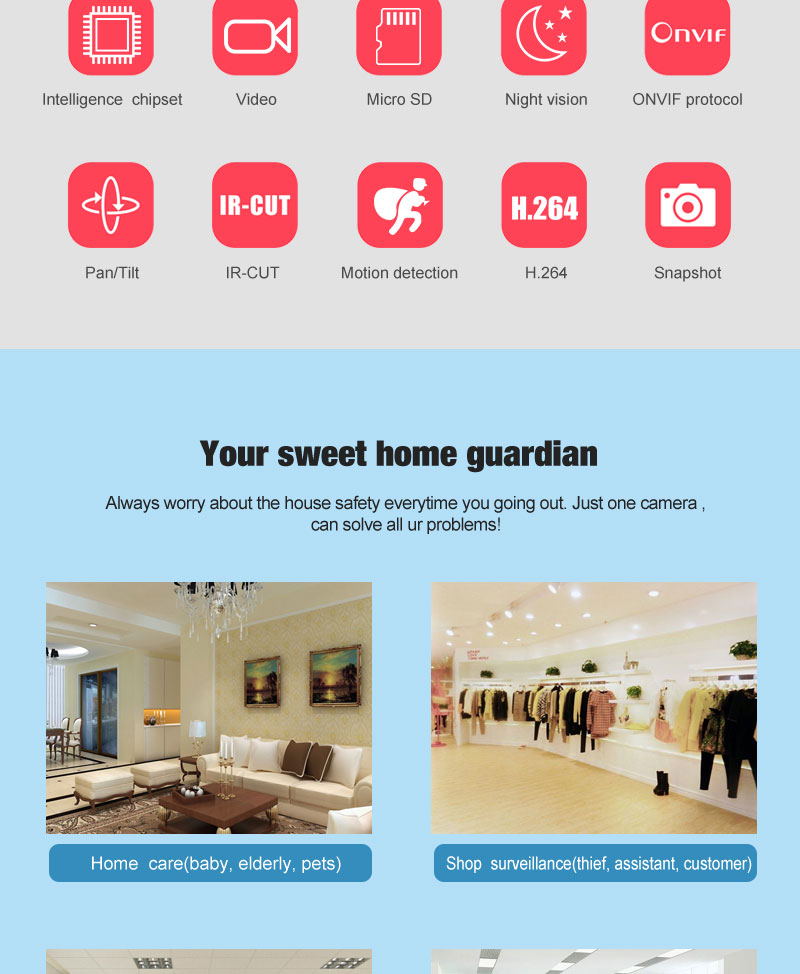 ONVIF
Intelligence chipset
Video
Micro SD
Night vision
ONVIF protocol
IR-CUT
H.264
Pan/Tilt
IR-CUT
Motion detection
H.264
Snapshot
Your sweet home guardian
Always worry about the house safety everytime you going out. Just one camera ,
can solve all ur problems!
Home care(baby, elderly, pets)
Shop surveillance(thief, assistant, customer)